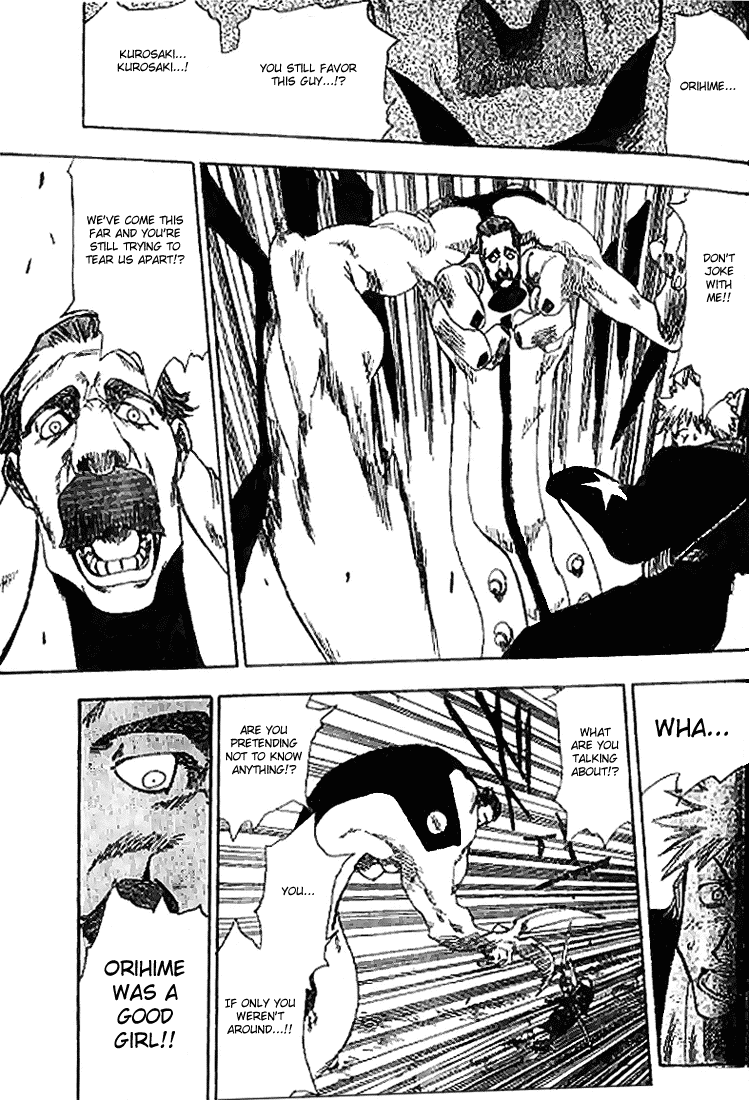 ORIHIME...
YOU STILL FAVOR
THIS GUY...!?
KUROSAKI...
KUROSAKI...!
DON'T
JOKE
WITH
ME!!
WE'VE COME THIS
FAR AND YOU'RE
STILL TRYING TO
TEAR US APART!?
WHA...
WHAT
ARE YOU
TALKING
ABOUT!?
ARE YOU
PRETENDING
NOT TO KNOW
ANYTHING!?
YOU...
IF ONLY YOU
WEREN'T
AROUND...!!
ORIHIME
WAS A
GOOD
GIRL!!